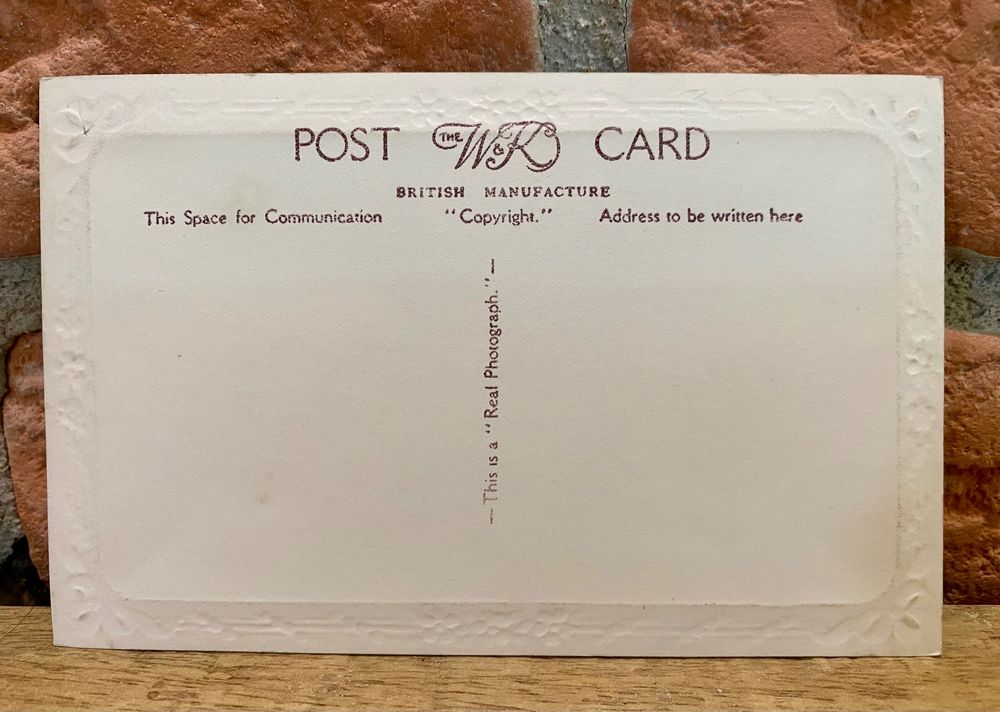 POST THE W&K CARD
BRITISH MANUFACTURE
This Space for Communication "Copyright." Address to be written here
— This is a "Real Photograph." —